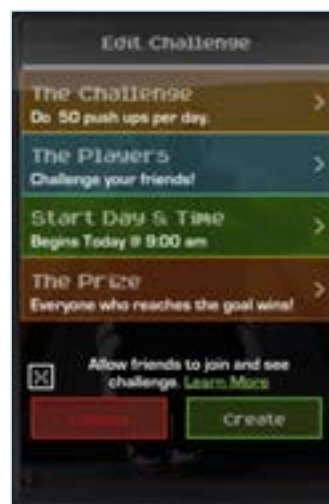 Edit Challenge
The Challenge
Do 50 push ups per day.
The Players
Challenge your friends!
Start Day & Time
Begins Today @ 9:00 am
The Prize
Everyone who reaches the goal wins!
Allow friends to join and see
challenge. Learn More
Create